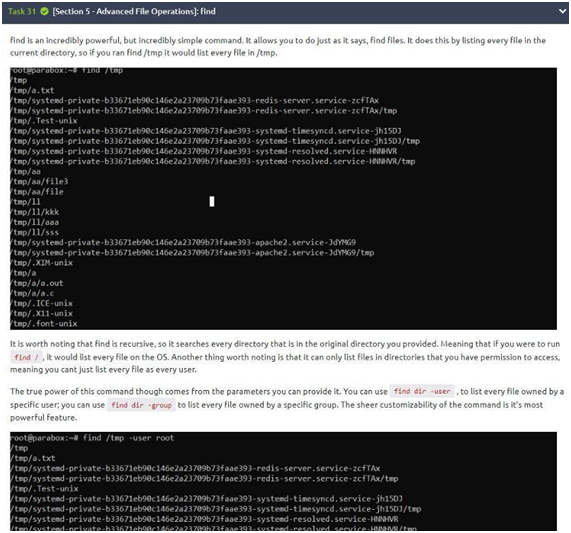 Task 31 [Section 5 - Advanced File Operations]: find
find is an incredibly powerful, but incredibly simple command. It allows you to do just as it says, find files. It does this by listing every file in the
current directory, so if you ran find /tmp it would list every file in /tmp.
root@parabox:~# find /tmp
/tmp
/tmp/a.txt
/tmp/systemd-private-b33671eb90c146e2a23709b73faae393-redis-server.service-zcfTAx
/tmp/systemd-private-b33671eb90c146e2a23709b73faae393-redis-server.service-zcfTAx/tmp
/tmp/.Test-unix
/tmp/systemd-private-b33671eb90c146e2a23709b73faae393-systemd-timesyncd.service-jh15DJ
/tmp/systemd-private-b33671eb90c146e2a23709b73faae393-systemd-timesyncd.service-jh15DJ/tmp
/tmp/systemd-private-b33671eb90c146e2a23709b73faae393-systemd-resolved.service-HNNHVR
/tmp/systemd-private-b33671eb90c146e2a23709b73faae393-systemd-resolved.service-HNNHVR/tmp
/tmp/aa
/tmp/aa/file3
/tmp/aa/file
/tmp/ll
/tmp/ll/kkk
/tmp/ll/aaa
/tmp/ll/sss
/tmp/systemd-private-b33671eb90c146e2a23709b73faae393-apache2.service-JdYMG9
/tmp/systemd-private-b33671eb90c146e2a23709b73faae393-apache2.service-JdYMG9/tmp
/tmp/.XIM-unix
/tmp/a
/tmp/a/a.out
/tmp/a/a.c
/tmp/.ICE-unix
/tmp/.X11-unix
/tmp/.font-unix
It is worth noting that find is recursive, so it searches every directory that is in the original directory you provided. Meaning that if you were to run
find / , it would list every file on the OS. Another thing worth noting is that it can only list files in directories that you have permission to access,
meaning you cant just list every file as every user.
The true power of this command though comes from the parameters you can provide it. You can use find dir -user , to list every file owned by a
specific user; you can use find dir -group to list every file owned by a specific group. The sheer customizability of the command is it's most
powerful feature.
root@parabox:~# find /tmp -user root
/tmp
/tmp/a.txt
/tmp/systemd-private-b33671eb90c146e2a23709b73faae393-redis-server.service-zcfTAx
/tmp/systemd-private-b33671eb90c146e2a23709b73faae393-redis-server.service-zcfTAx/tmp
/tmp/.Test-unix
/tmp/systemd-private-b33671eb90c146e2a23709b73faae393-systemd-timesyncd.service-jh15DJ
/tmp/systemd-private-b33671eb90c146e2a23709b73faae393-systemd-timesyncd.service-jh15DJ/tmp
/tmp/systemd-private-b33671eb90c146e2a23709b73faae393-systemd-resolved.service-HNNHVR
/tmp/systemd-private-b33671eb90c146e2a23709b73faae393-systemd-resolved.service-HNNHVR/tmp